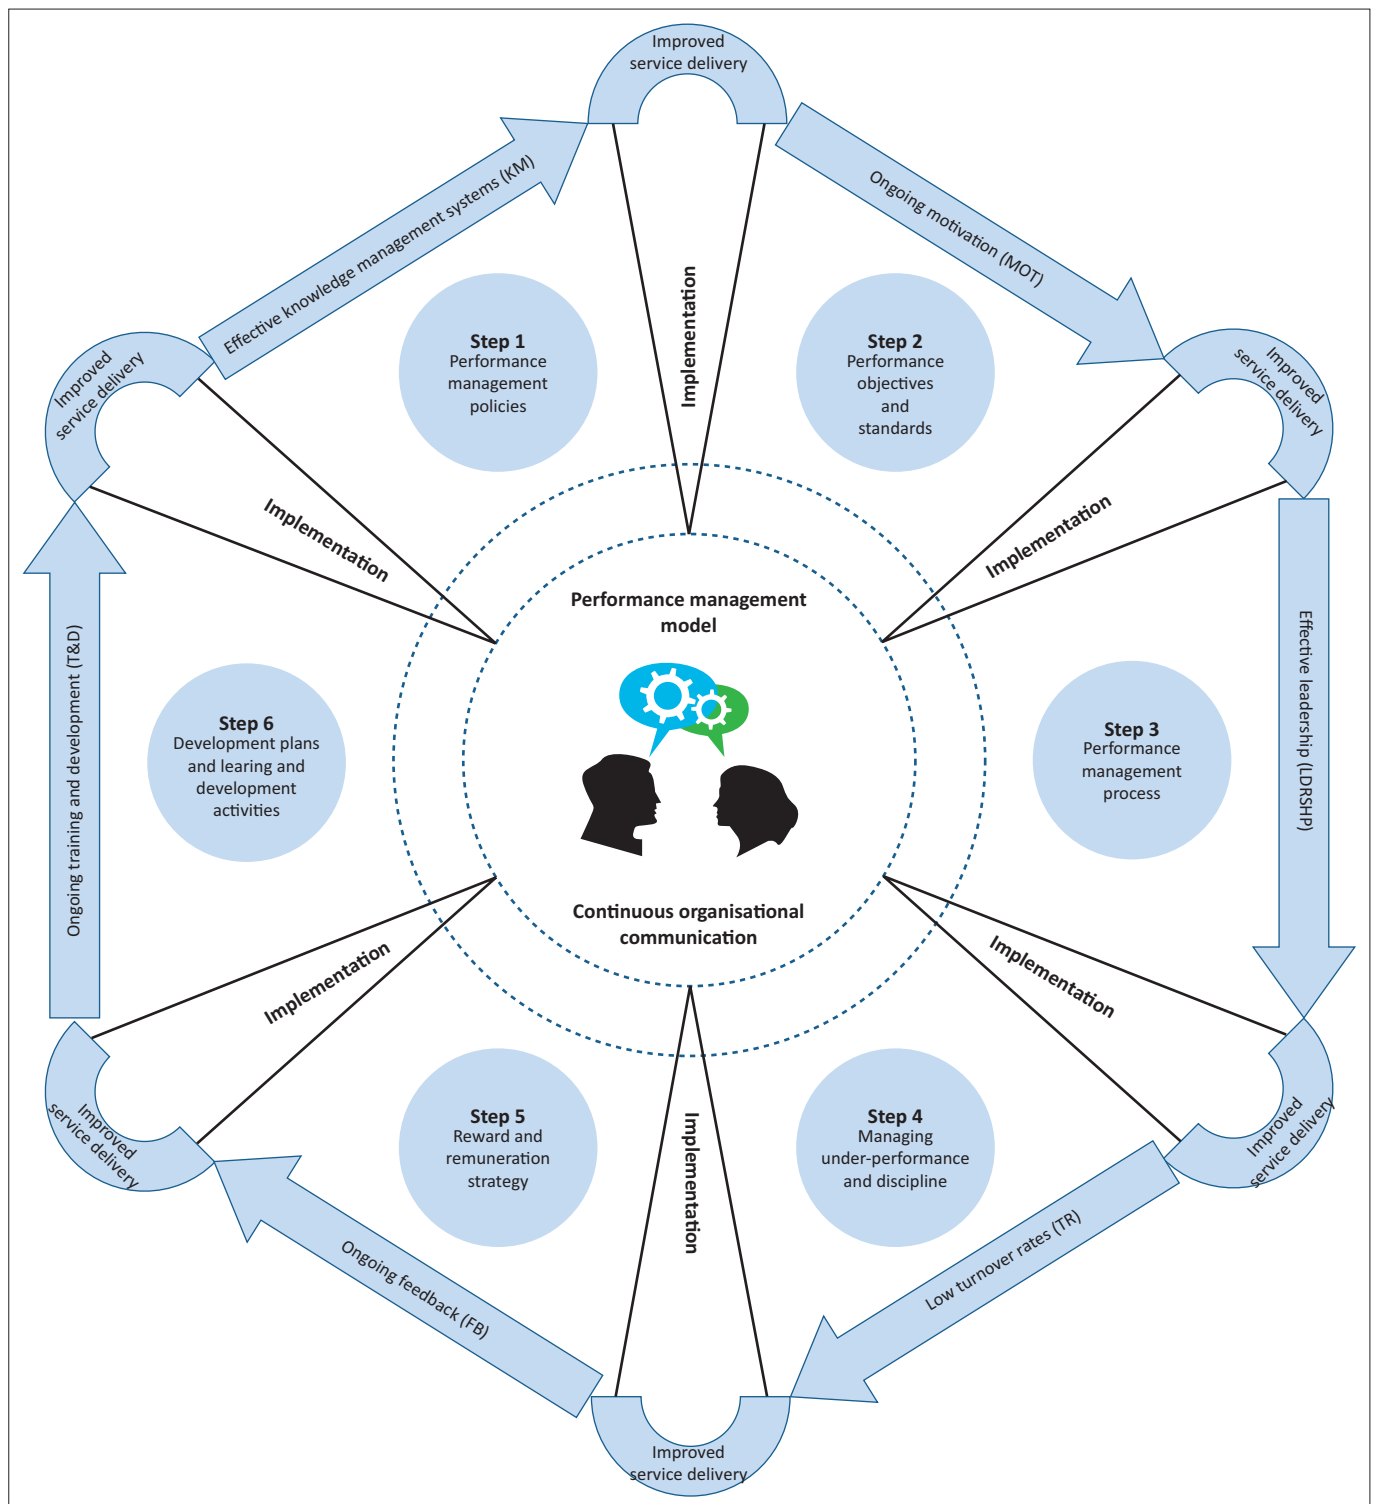 Improved
service delivery
Effective knowledge management systems (KM)
Ongoing motivation (MOT)
Implementation
Step 1
Performance
management
policies
Step 2
Performance
objectives
and
standards
Improved
service delivery
Improved
service delivery
Implementation
Implementation
Performance management
model
Ongoing training and development (T&D)
Effective leadership (LDRSHP)
Step 6
Development plans
and learing and
development
activities
Step 3
Performance
management
process
Continuous organisational
communication
Implementation
Implementation
Improved
service delivery
Improved
service delivery
Step 5
Reward and
remuneration
strategy
Implementation
Step 4
Managing
under-performance
and discipline
Ongoing feedback (FB)
Low turnover rates (TR)
Improved
service delivery